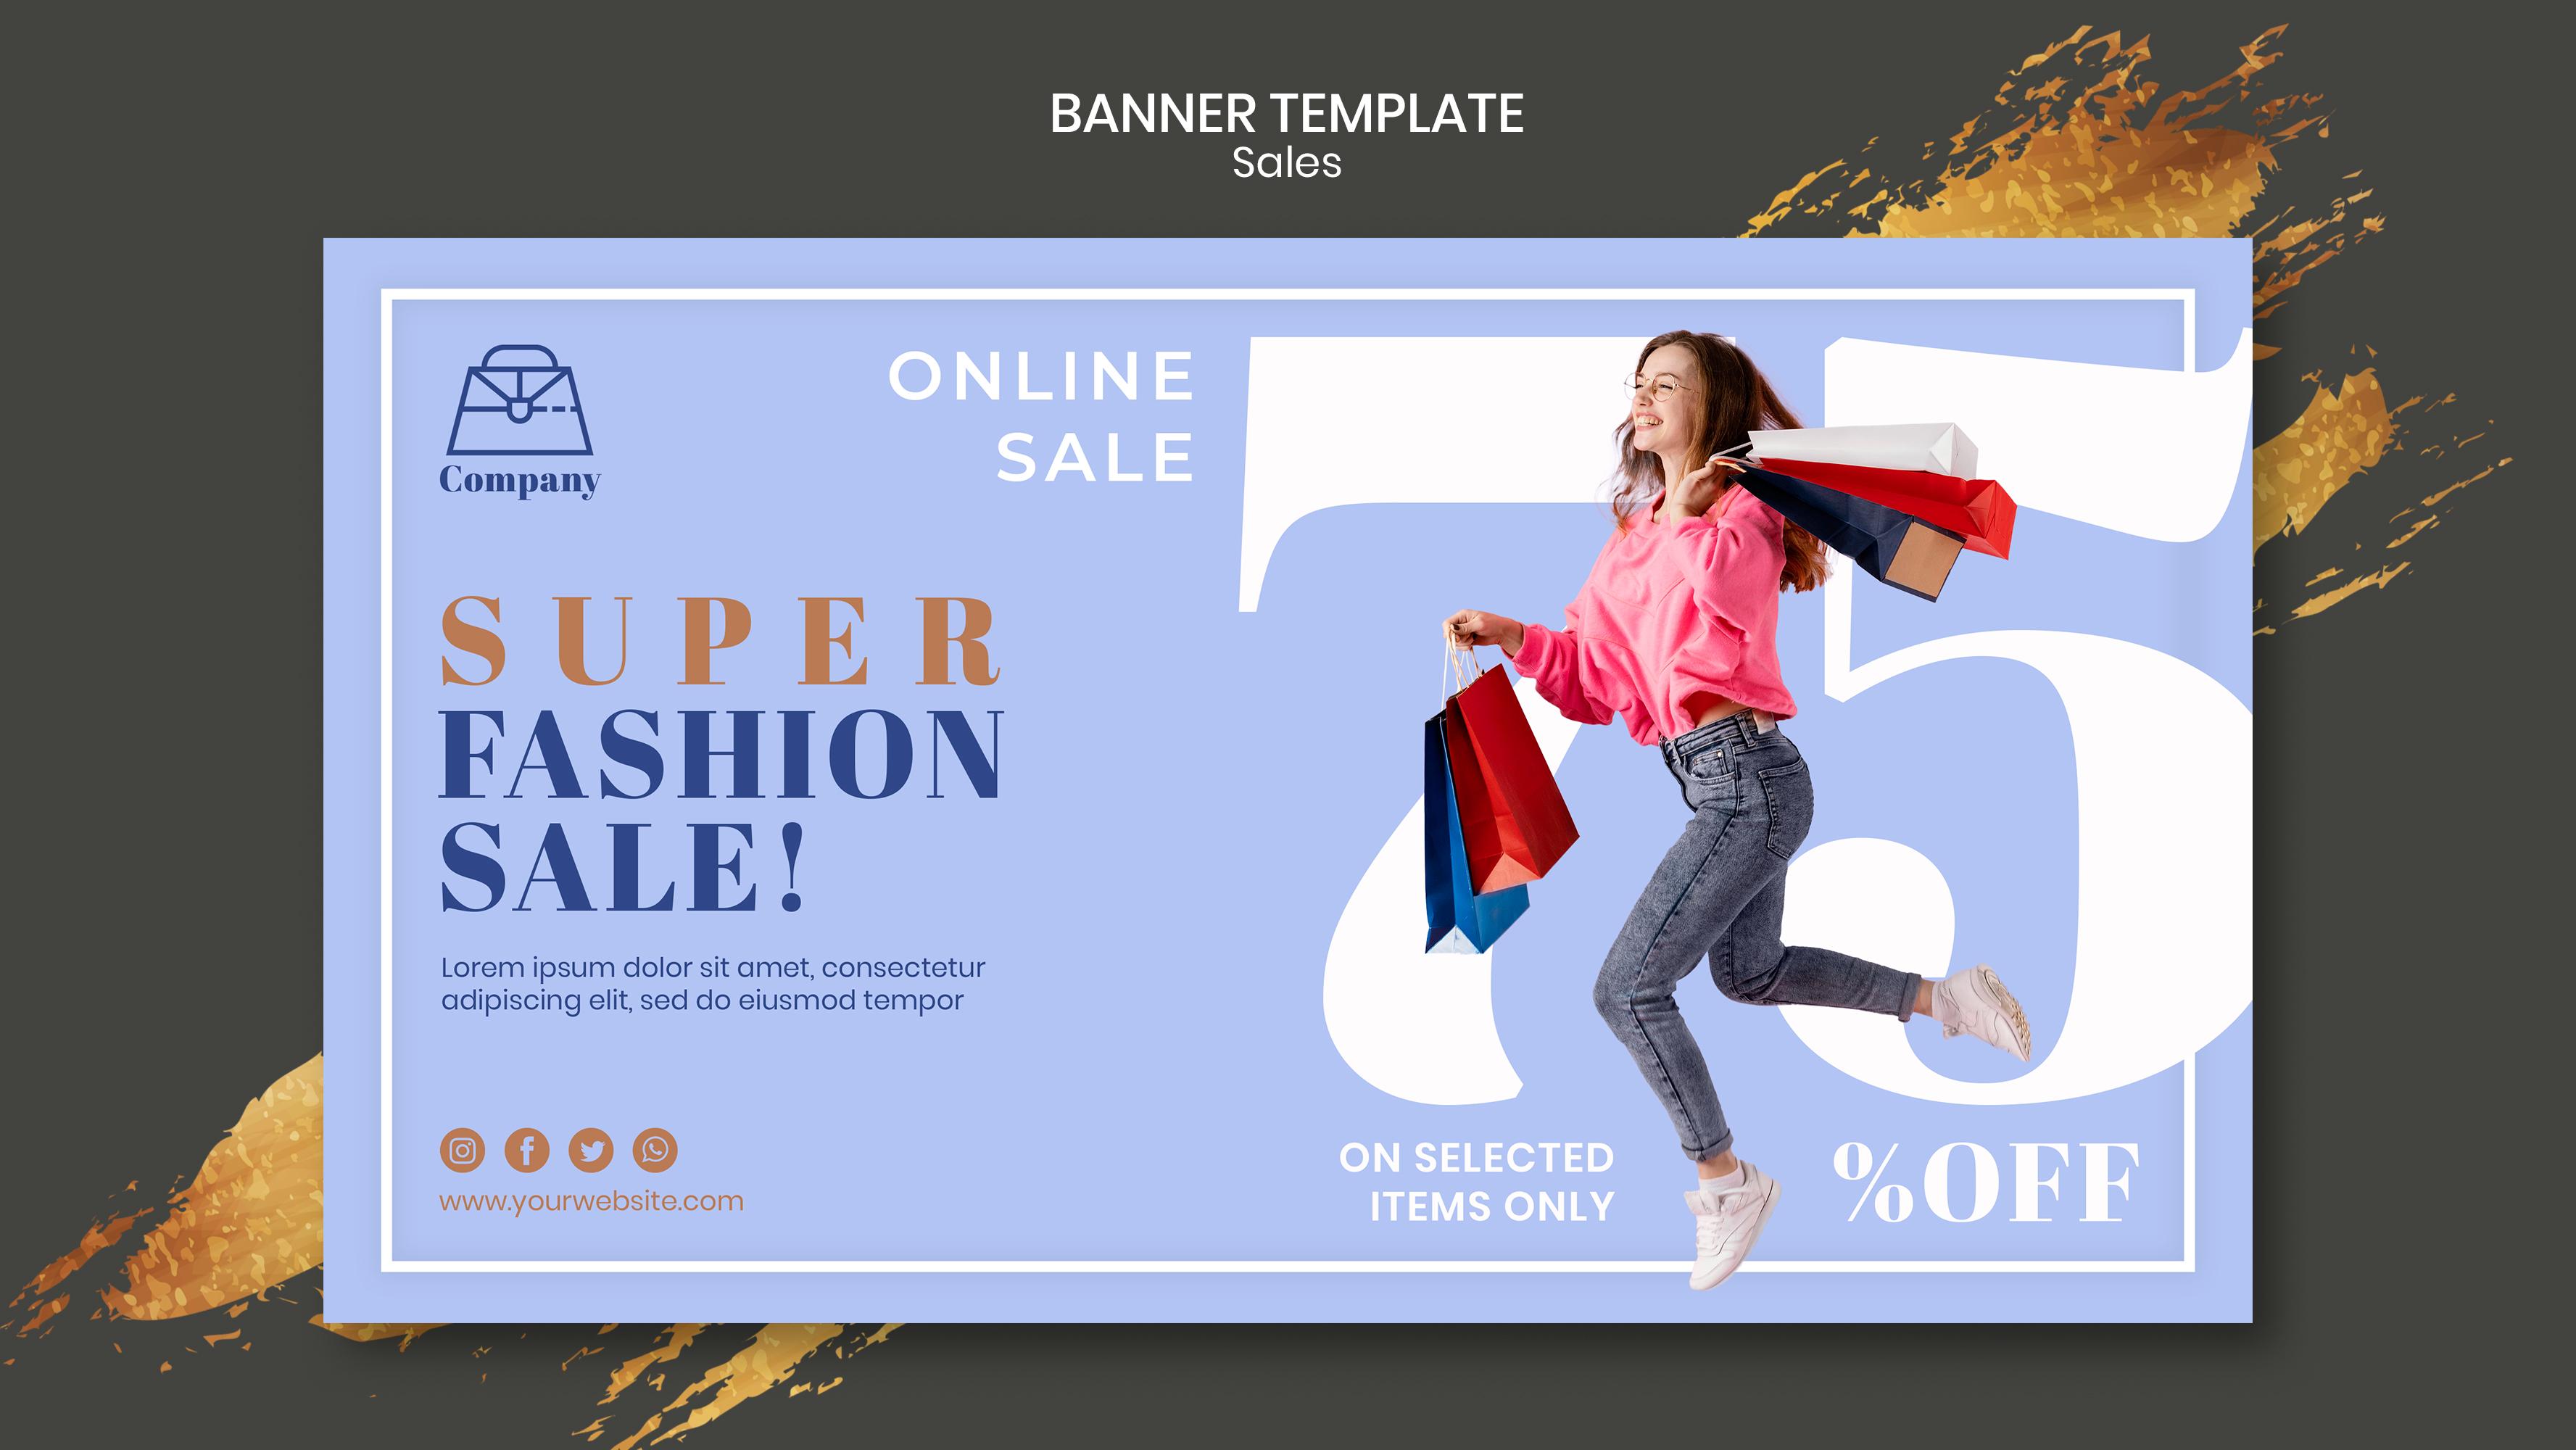 BANNER TEMPLATE
Sales
Company
ONLINE
SALE
SUPER
FASHION
SALE!
Lorem ipsum dolor sit amet, consectetur
adipiscing elit, sed do eiusmod tempor
www.yourwebsite.com
75
ON SELECTED
ITEMS ONLY
%OFF